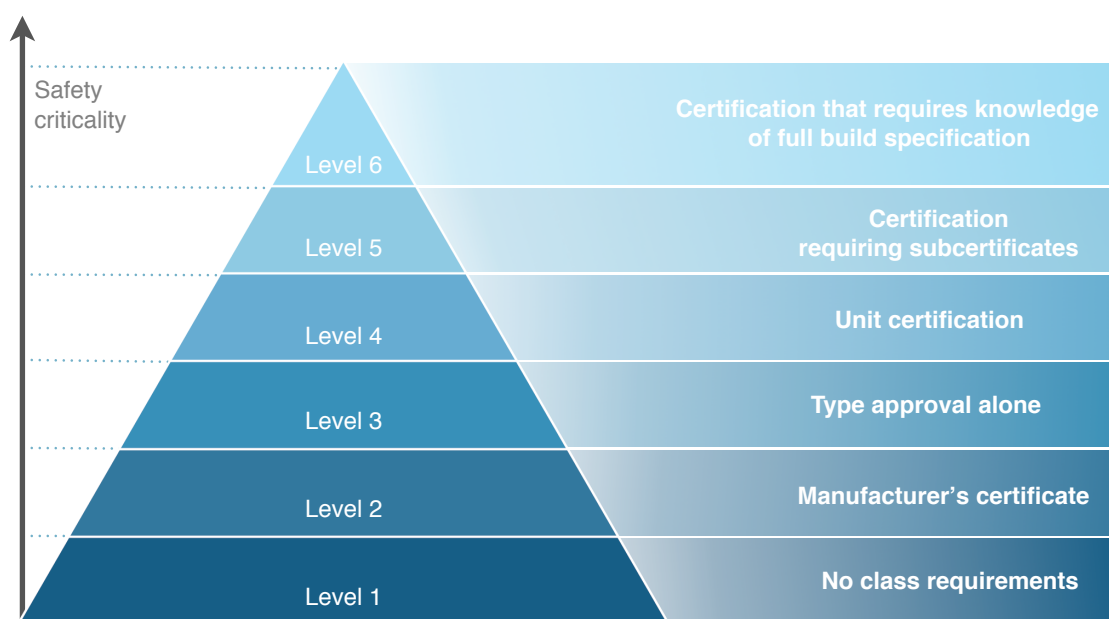 Safety
criticality
Level 6
Certification that requires knowledge
of full build specification
Level 5
Certification
requiring subcertificates
Level 4
Unit certification
Level 3
Type approval alone
Level 2
Manufacturer’s certificate
Level 1
No class requirements